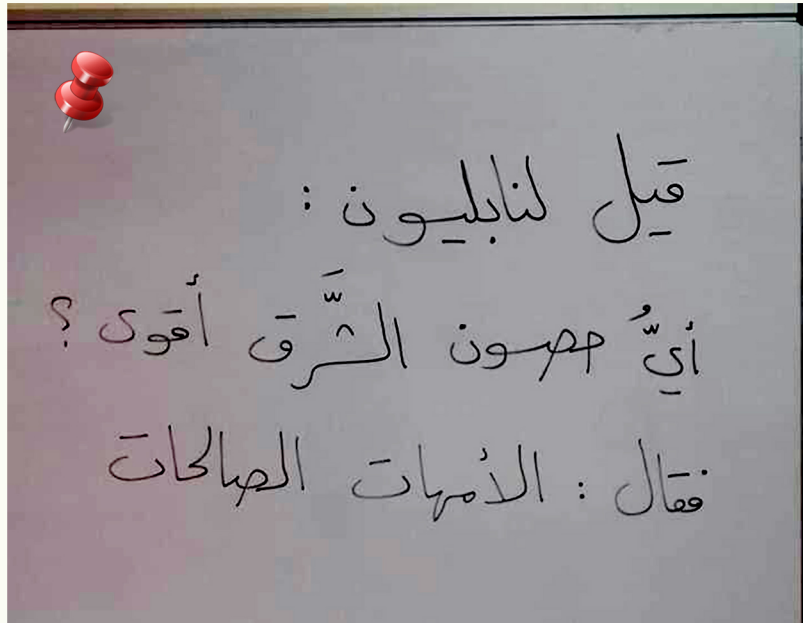 قيل لنابليون :
أيُّ حصون الشَّرق أقوى ؟
فقال : الأمهات الصالحات